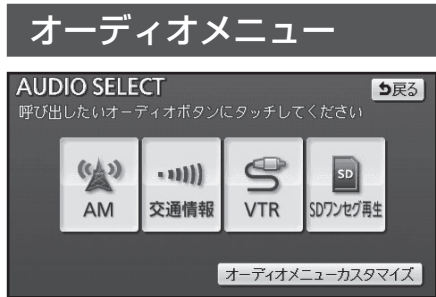 オーディオメニュー
AUDIO SELECT
戻る
呼び出したいオーディオボタンにタッチしてください
SD
AM
交通情報
VTR
SDワンセグ再生
オーディオメニューカスタマイズ